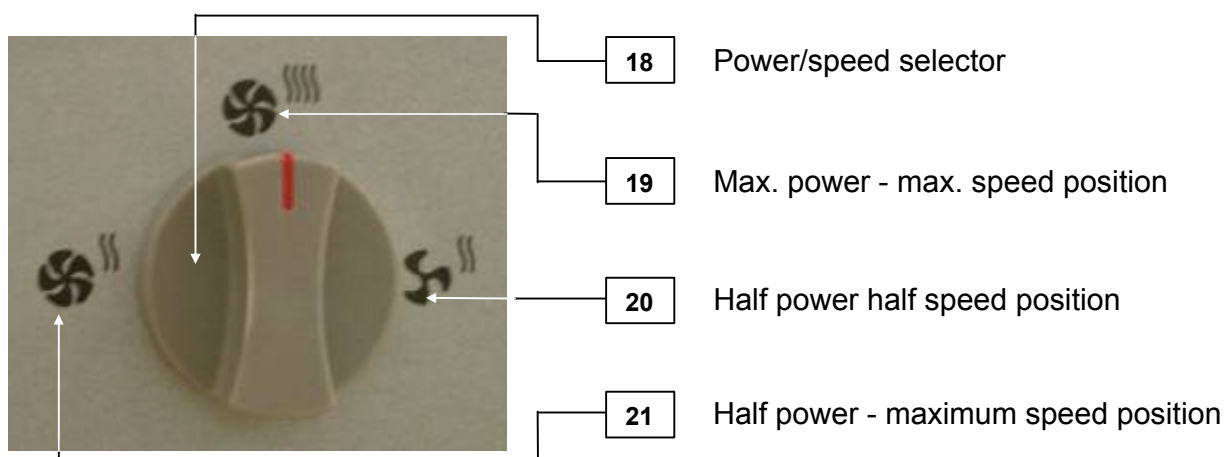 18 Power/speed selector
19 Max. power - max. speed position
20 Half power half speed position
21 Half power - maximum speed position